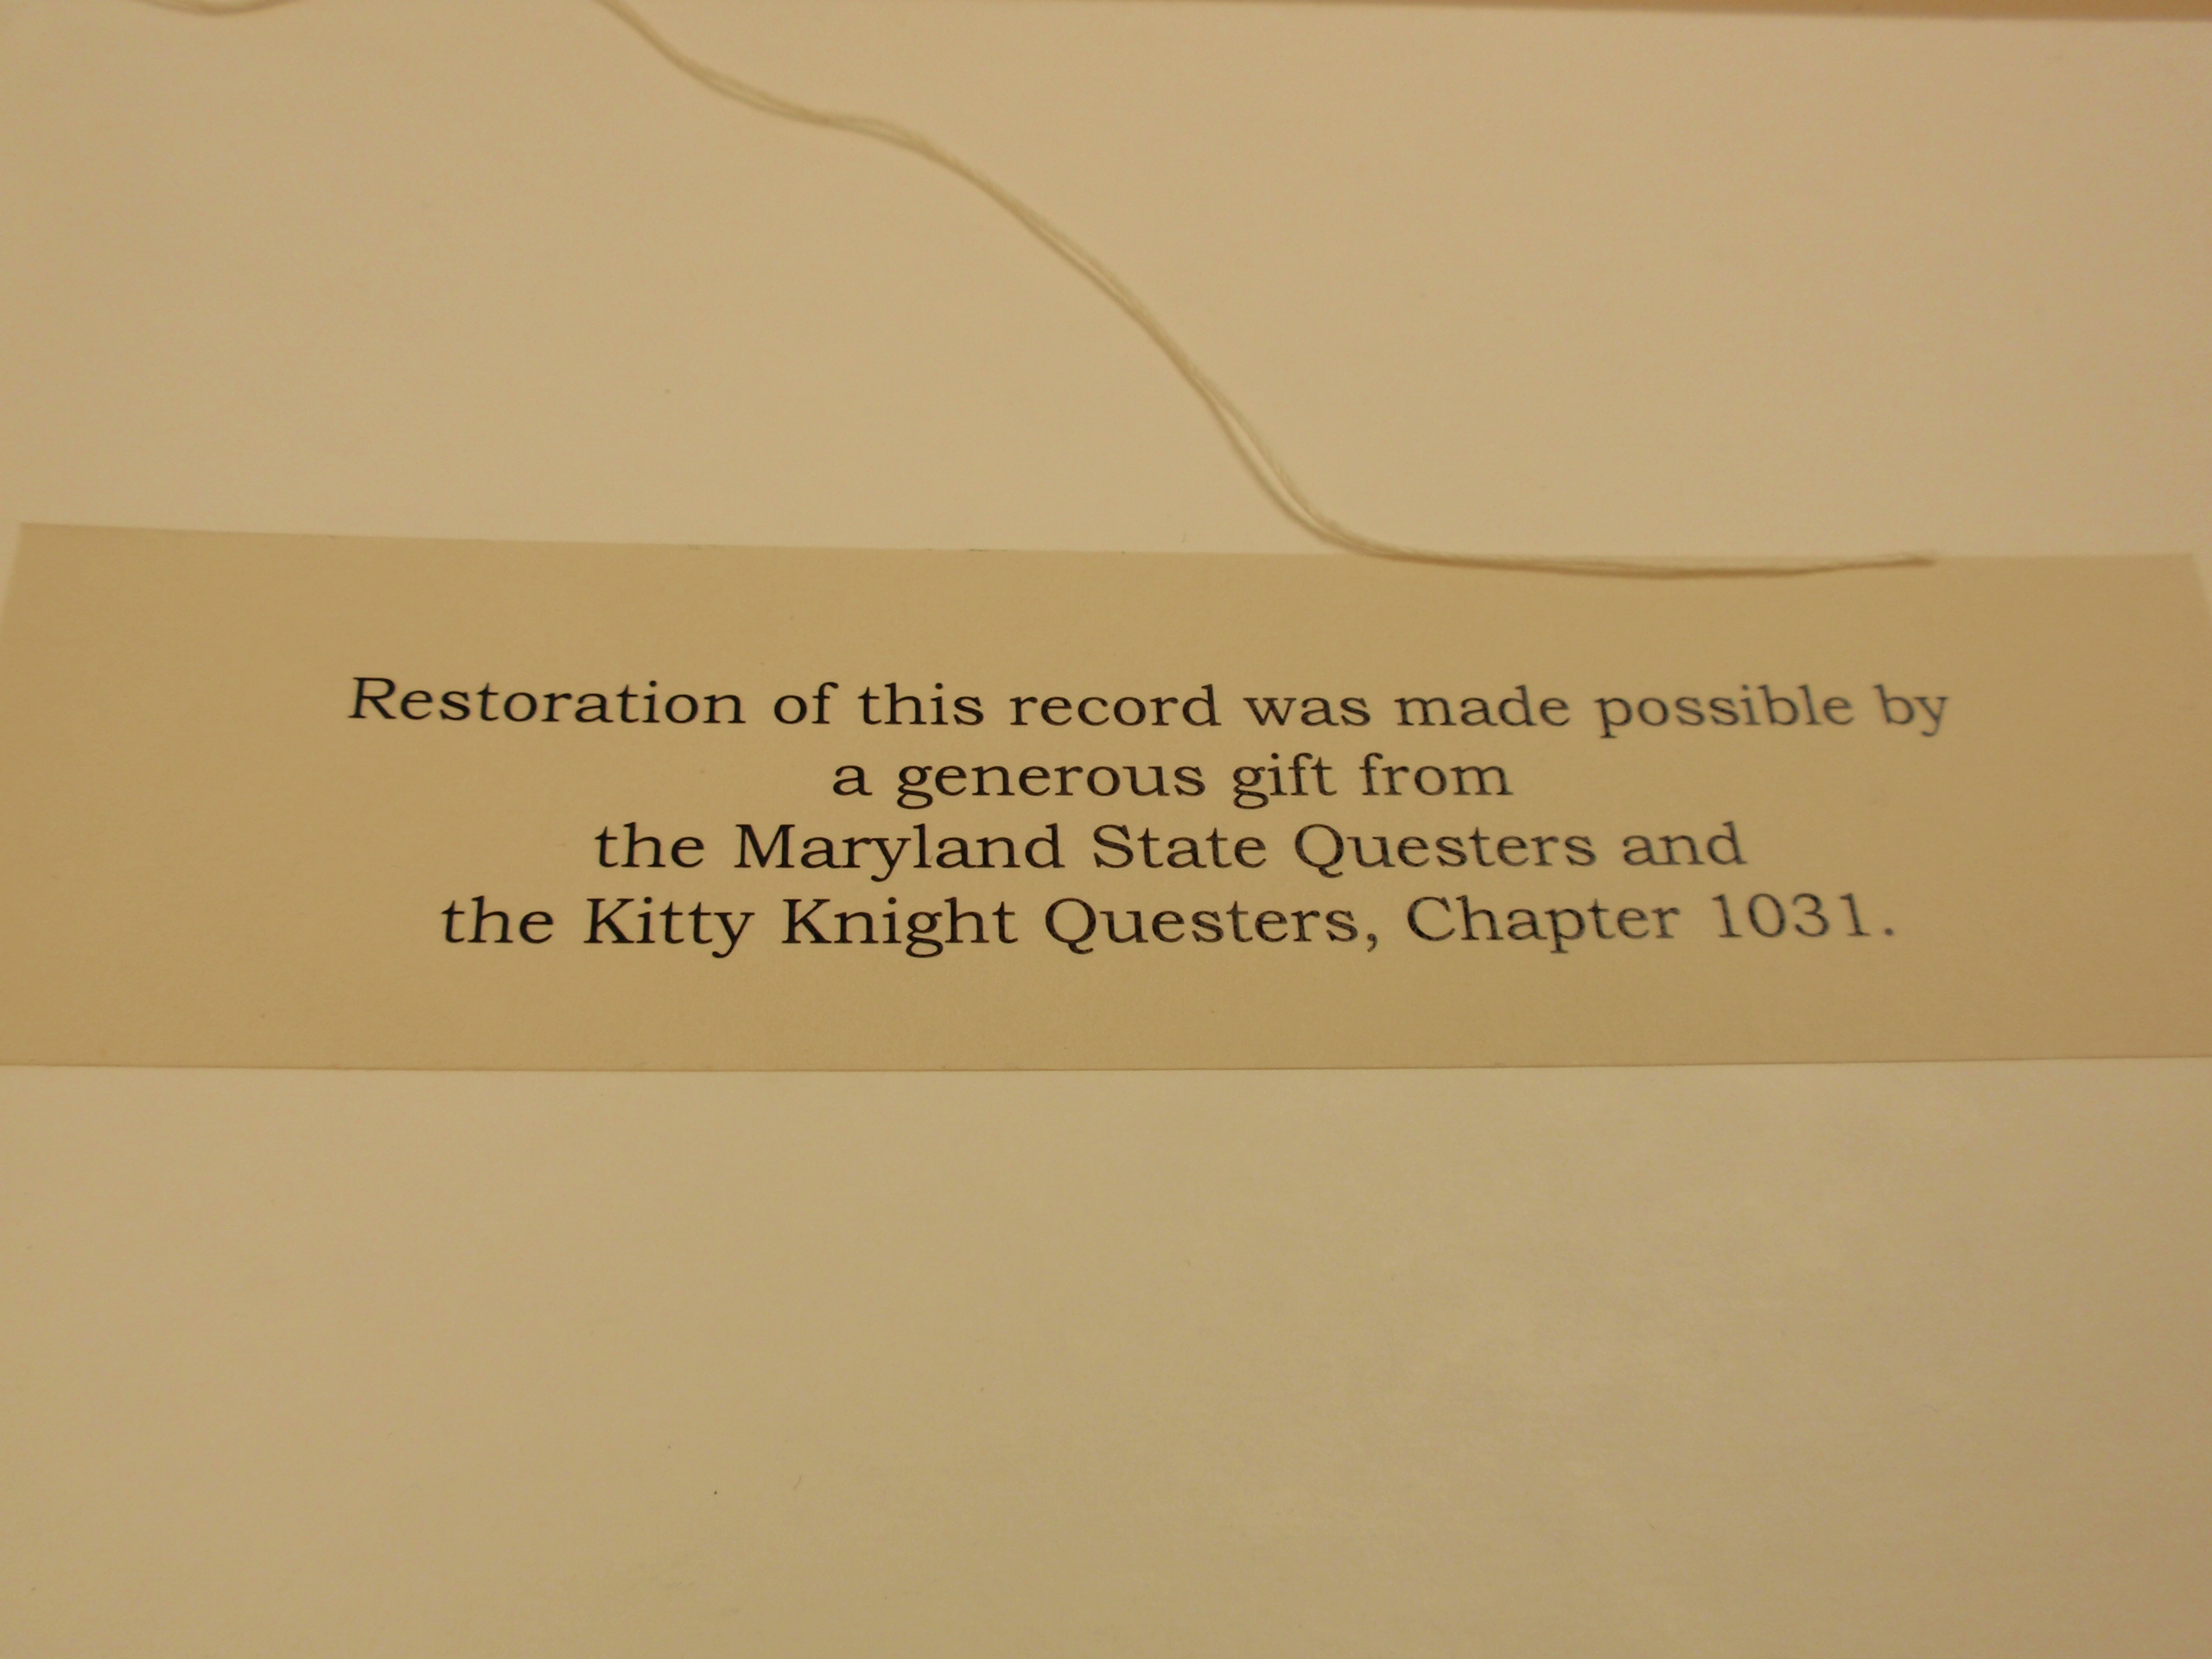 Restoration of this record was made possible by
a generous gift from
the Maryland State Questers and
the Kitty Knight Questers, Chapter 1031.